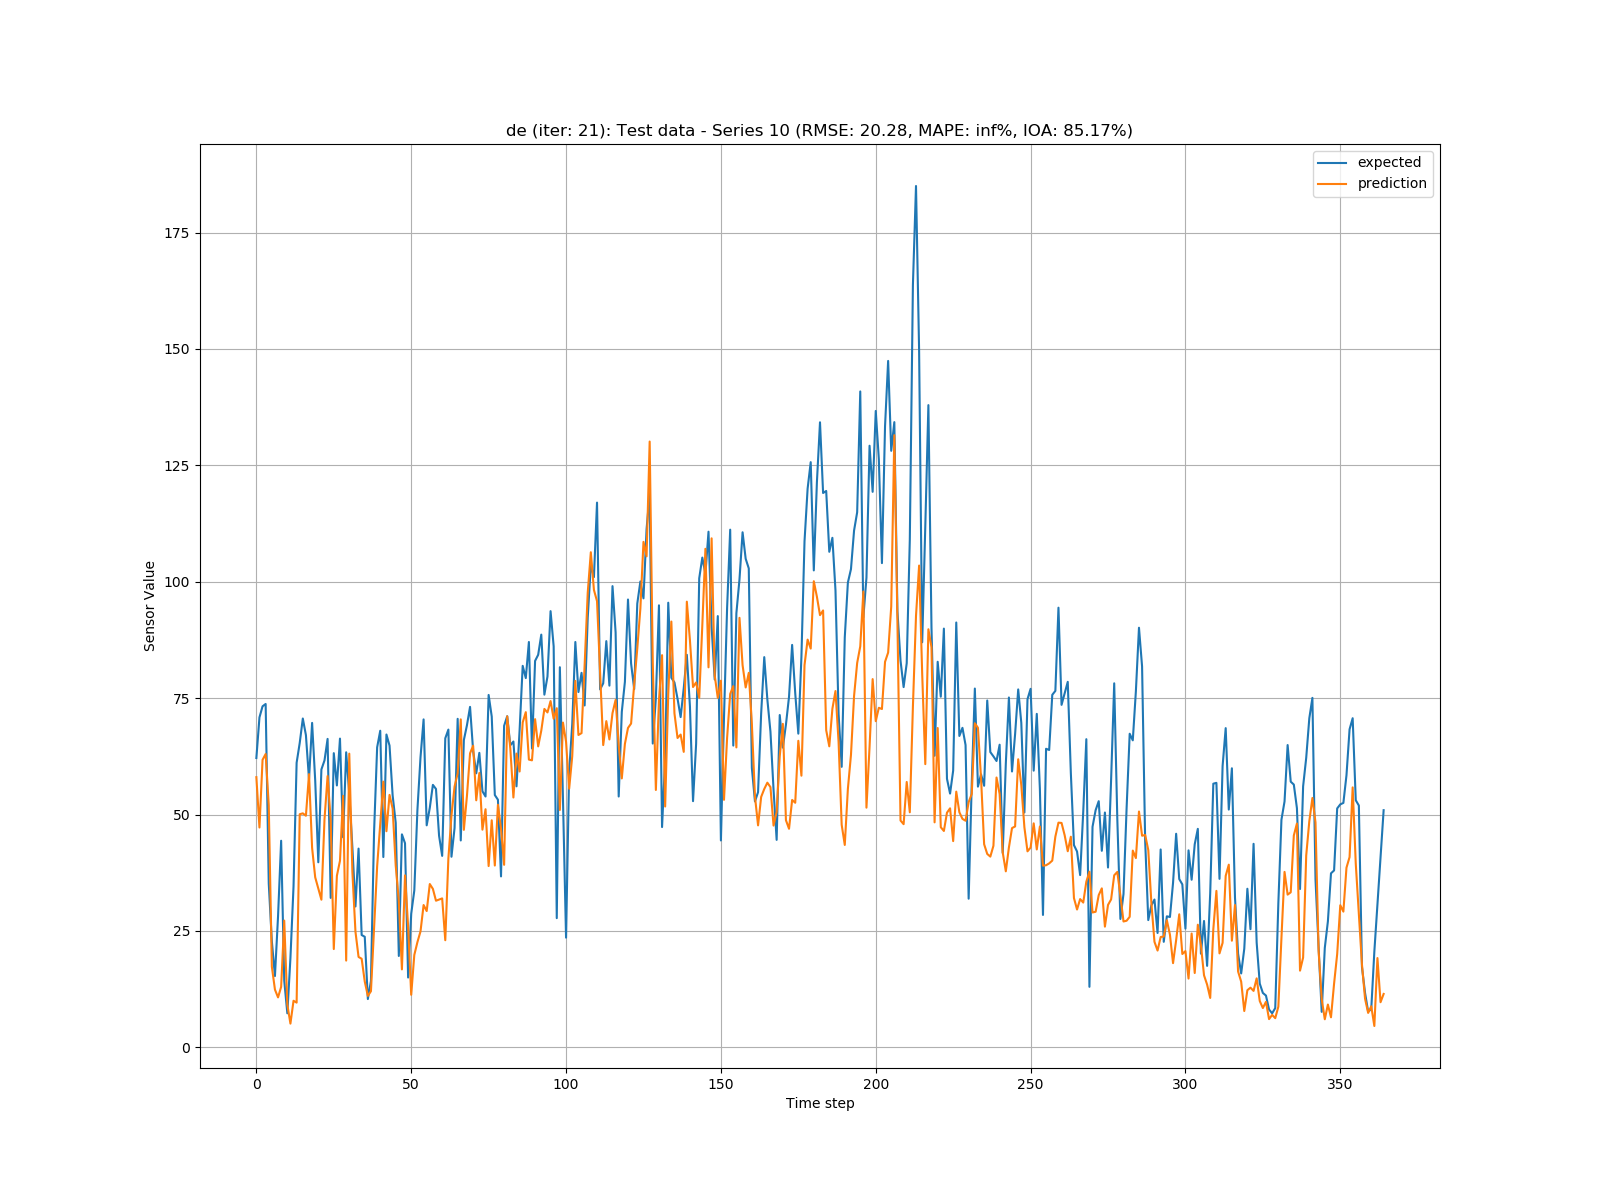 de (iter: 21): Test data - Series 10 (RMSE: 20.28, MAPE: inf%, IOA: 85.17%)
expected
prediction
175
150
125
100
75
50
25
0
Sensor Value
0 50 100 150 200 250 300 350
Time step